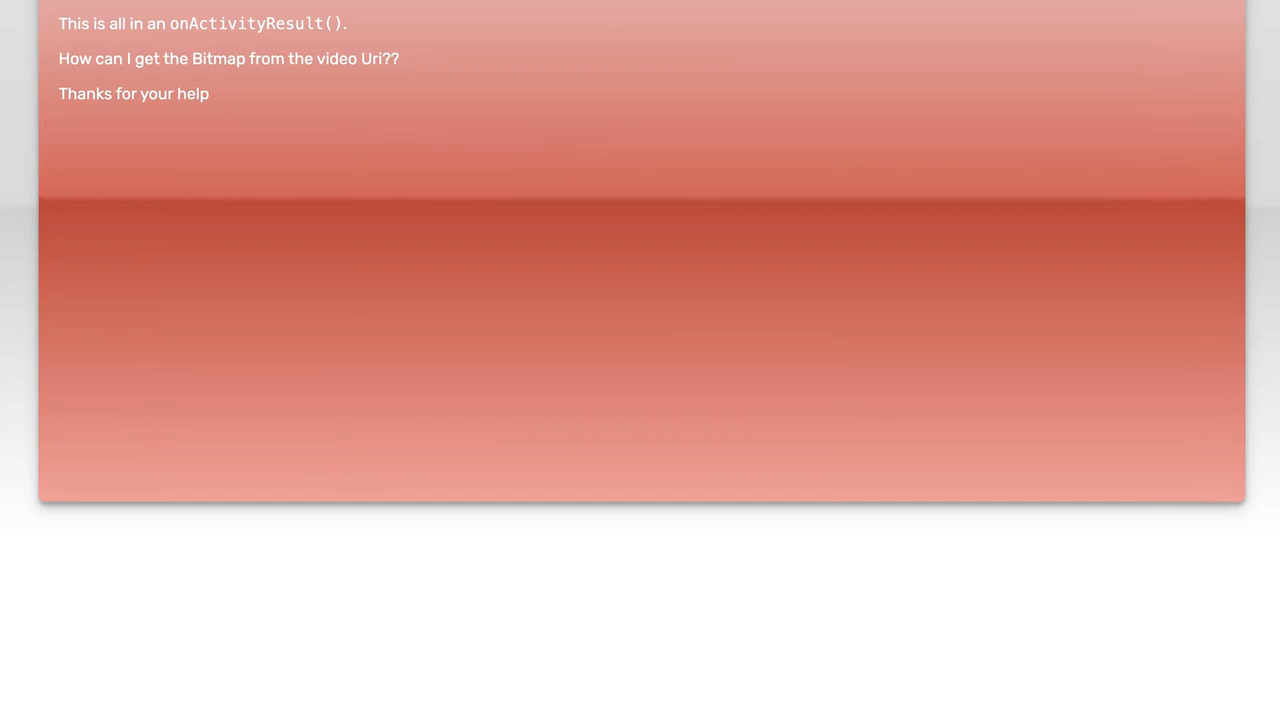 This is all in an onActivityResult().
How can I get the Bitmap from the video Uri??
Thanks for your help